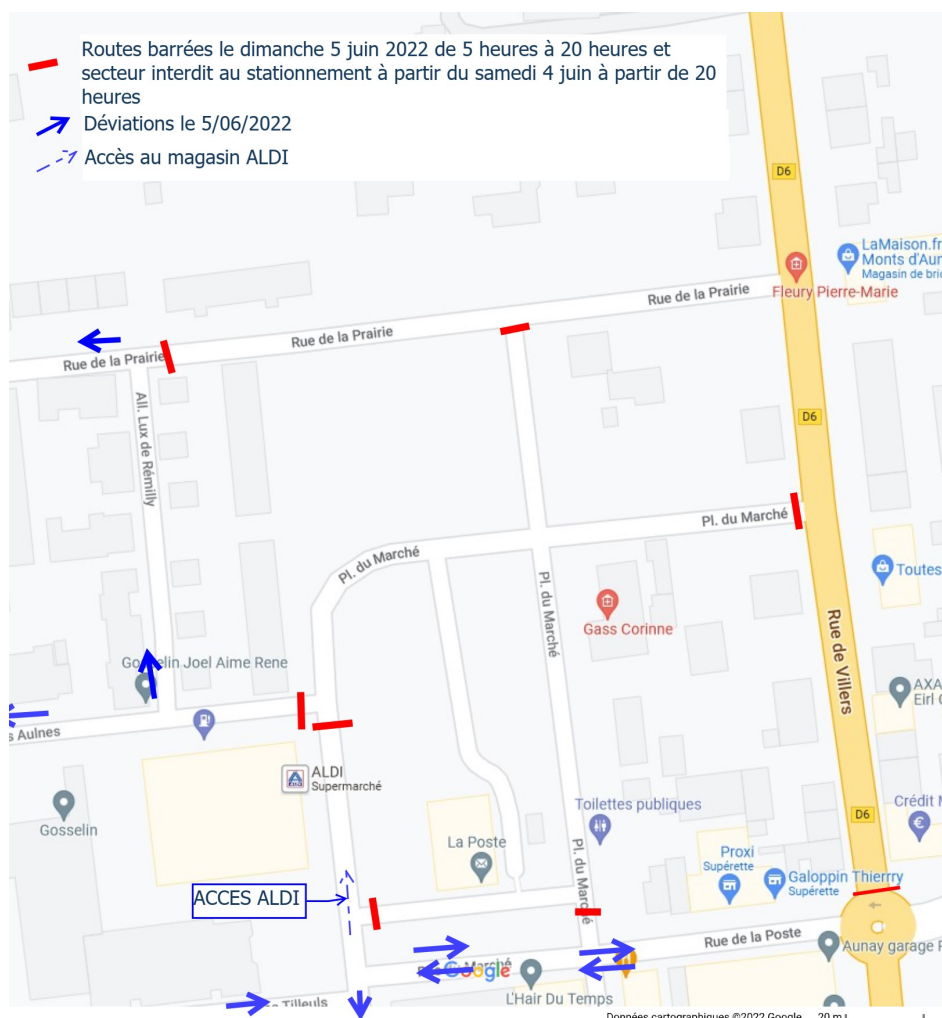 Routes barrées le dimanche 5 juin 2022 de 5 heures à 20 heures et
secteur interdit au stationnement à partir du samedi 4 juin à partir de 20
heures
Déviations le 5/06/2022
Accès au magasin ALDI
D6
LaMaison.fr
Monts d'Aun
Magasin de bric
Fleury Pierre-Marie
Rue de la Prairie
Rue de la Prairie
Rue de la Prairie
All. Lux de Rémilly
D6
Pl. du Marché
Pl. du Marché
Toutes
Pl. du Marché
Gass Corinne
Rue de Villers
Gosselin Joel Aime Rene
AXA
Eirl
s Aulnes
ALDI
Supermarché
Gosselin
Toilettes publiques
D6
Crédit
La Poste
Pl. du Marché
Proxi
Supérette
Galoppin Thierrry
Supérette
ACCES ALDI
Rue de la Poste
Aunay garage
Marché
Google
L'Hair Du Temps
Tilleuls
Données cartographiques ©2022 Google
20 m